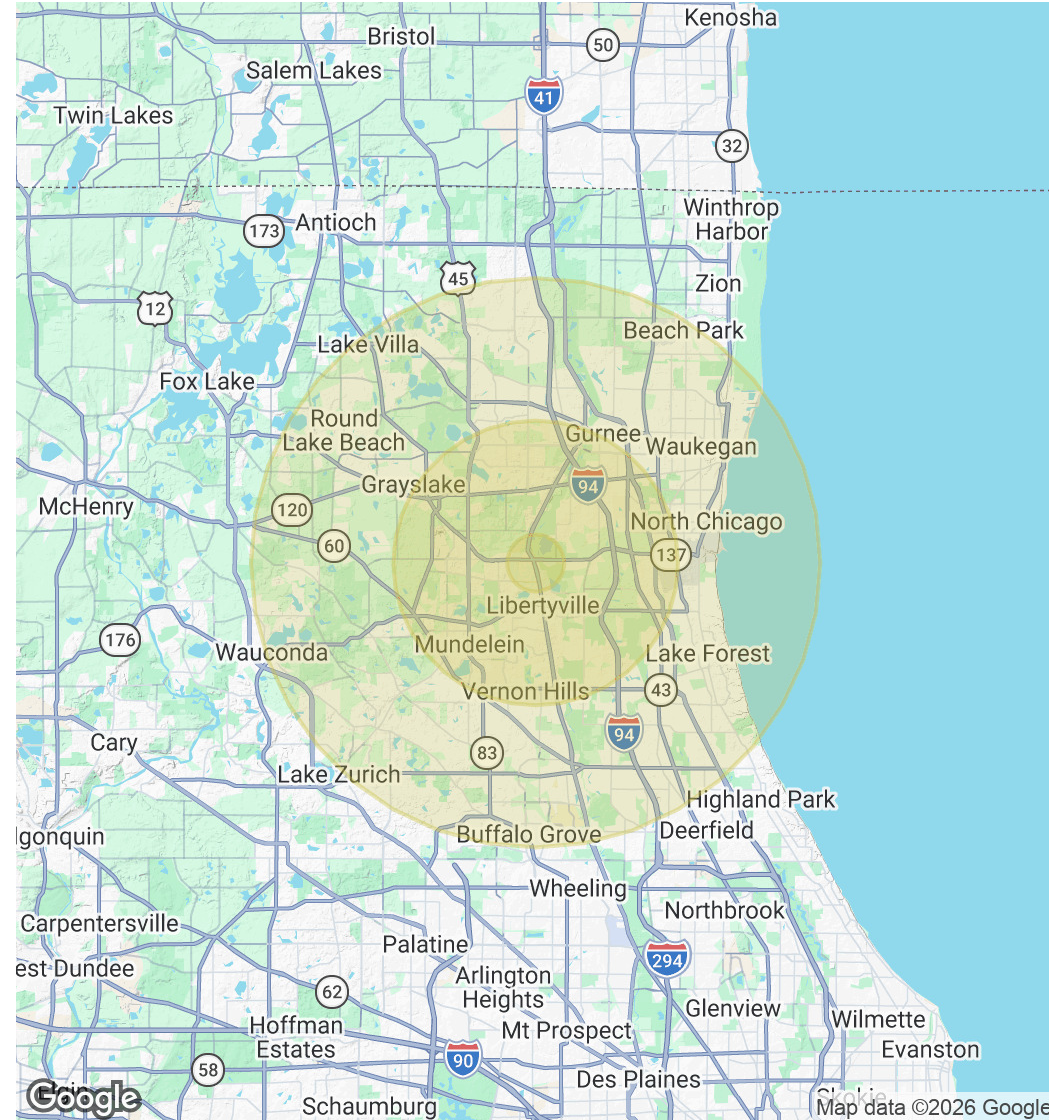 Kenosha
Bristol
50
Salem Lakes
41
Twin Lakes
32
Winthrop
Harbor
Antioch
173
45
Zion
12
Beach Park
Lake Villa
Fox Lake
Round
Lake Beach
Gurnee
Waukegan
Grayslake
94
McHenry
120
North Chicago
60
137
Libertyville
176
Mundelein
Wauconda
Lake Forest
Vernon Hills
43
94
Cary
83
Lake Zurich
Highland Park
lgonquin
Buffalo Grove
Deerfield
Wheeling
Northbrook
Carpentersville
Palatine
est Dundee
294
Arlington
Heights
62
Glenview
Hoffman
Estates
Mt Prospect
Wilmette
Evanston
90
58
Des Plaines
Elgin
Google
Schaumburg
Skokie
Map data ©2026 Google